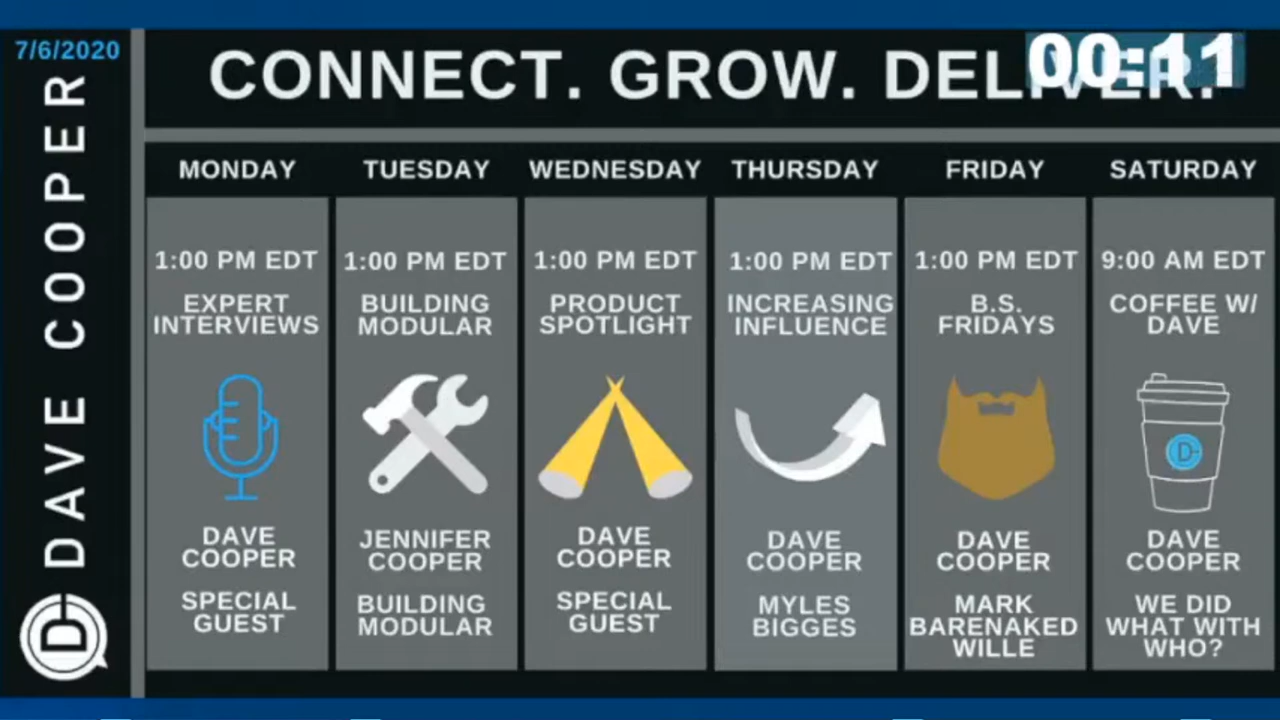 7/6/2020
DAVE COOPER
CONNECT. GROW. DELIVER.
00:11
MONDAY
1:00 PM EDT
EXPERT
INTERVIEWS
DAVE
COOPER
SPECIAL
GUEST
TUESDAY
1:00 PM EDT
BUILDING
MODULAR
JENNIFER
COOPER
BUILDING
MODULAR
WEDNESDAY
1:00 PM EDT
PRODUCT
SPOTLIGHT
DAVE
COOPER
SPECIAL
GUEST
THURSDAY
1:00 PM EDT
INCREASING
INFLUENCE
DAVE
COOPER
MYLES
BIGGES
FRIDAY
1:00 PM EDT
B.S.
FRIDAYS
DAVE
COOPER
MARK
BARENAKED
WILLE
SATURDAY
9:00 AM EDT
COFFEE W/
DAVE
DAVE
COOPER
WE DID
WHAT WITH
WHO?